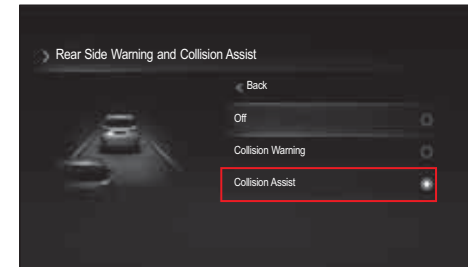 Rear Side Warning and Collision Assist
Back
Off
Collision Warning
Collision Assist